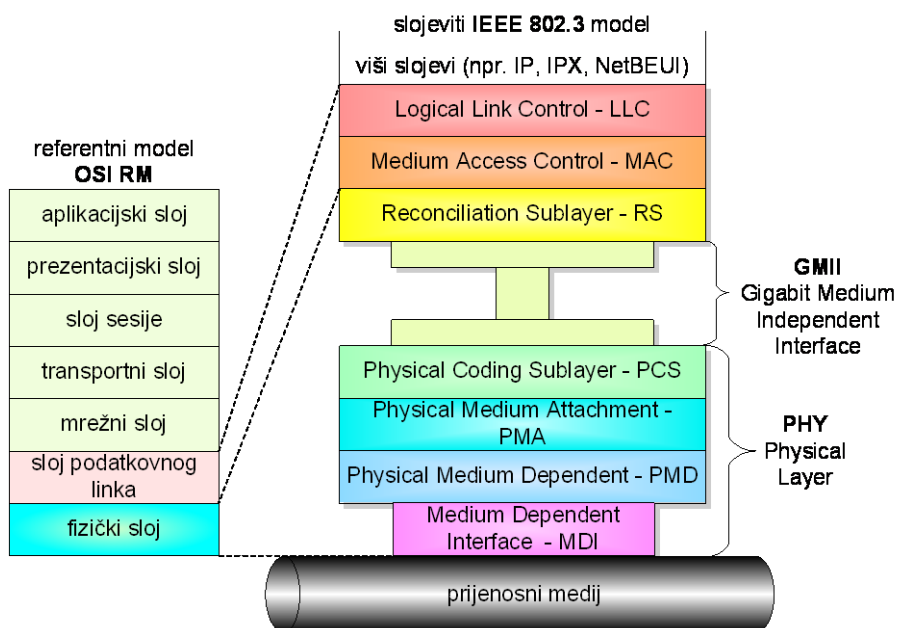 slojeviti IEEE 802.3 model
viši slojevi (npr. IP, IPX, NetBEUI)
Logical Link Control - LLC
Medium Access Control - MAC
Reconciliation Sublayer - RS
referentni model
OSI RM
aplikacijski sloj
prezentacijski sloj
sloj sesije
transportni sloj
mrežni sloj
sloj podatkovnog
linka
fizički sloj
GMII
Gigabit Medium
Independent
Interface
Physical Coding Sublayer - PCS
Physical Medium Attachment -
PMA
Physical Medium Dependent - PMD
Medium Dependent
Interface - MDI
PHY
Physical
Layer
prijenosni medij